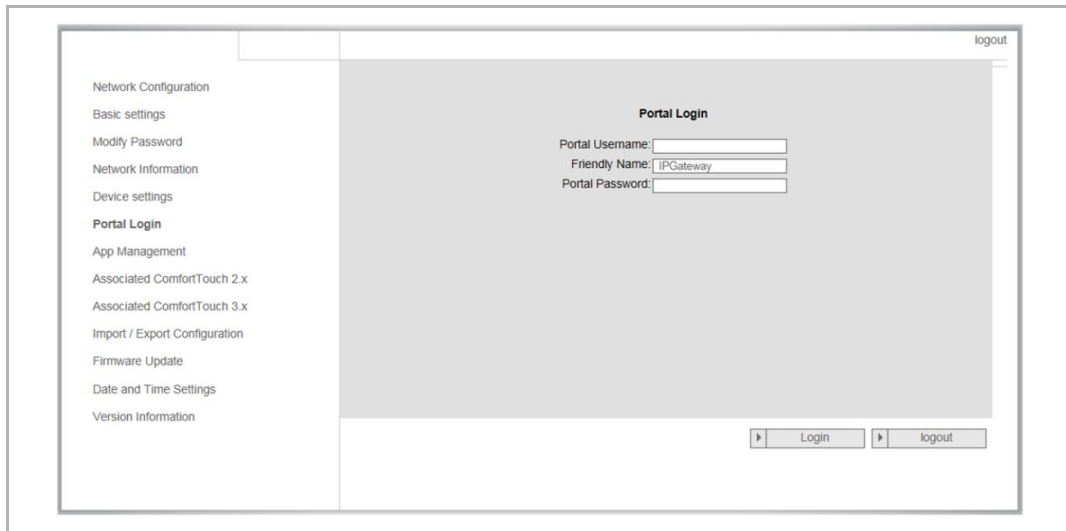 logout
Network Configuration
Basic settings
Modify Password
Network Information
Device settings
Portal Login
App Management
Associated ComfortTouch 2.x
Associated ComfortTouch 3.x
Import / Export Configuration
Firmware Update
Date and Time Settings
Version Information
Portal Login
Portal Username:
Friendly Name: IPGateway
Portal Password:
Login
logout